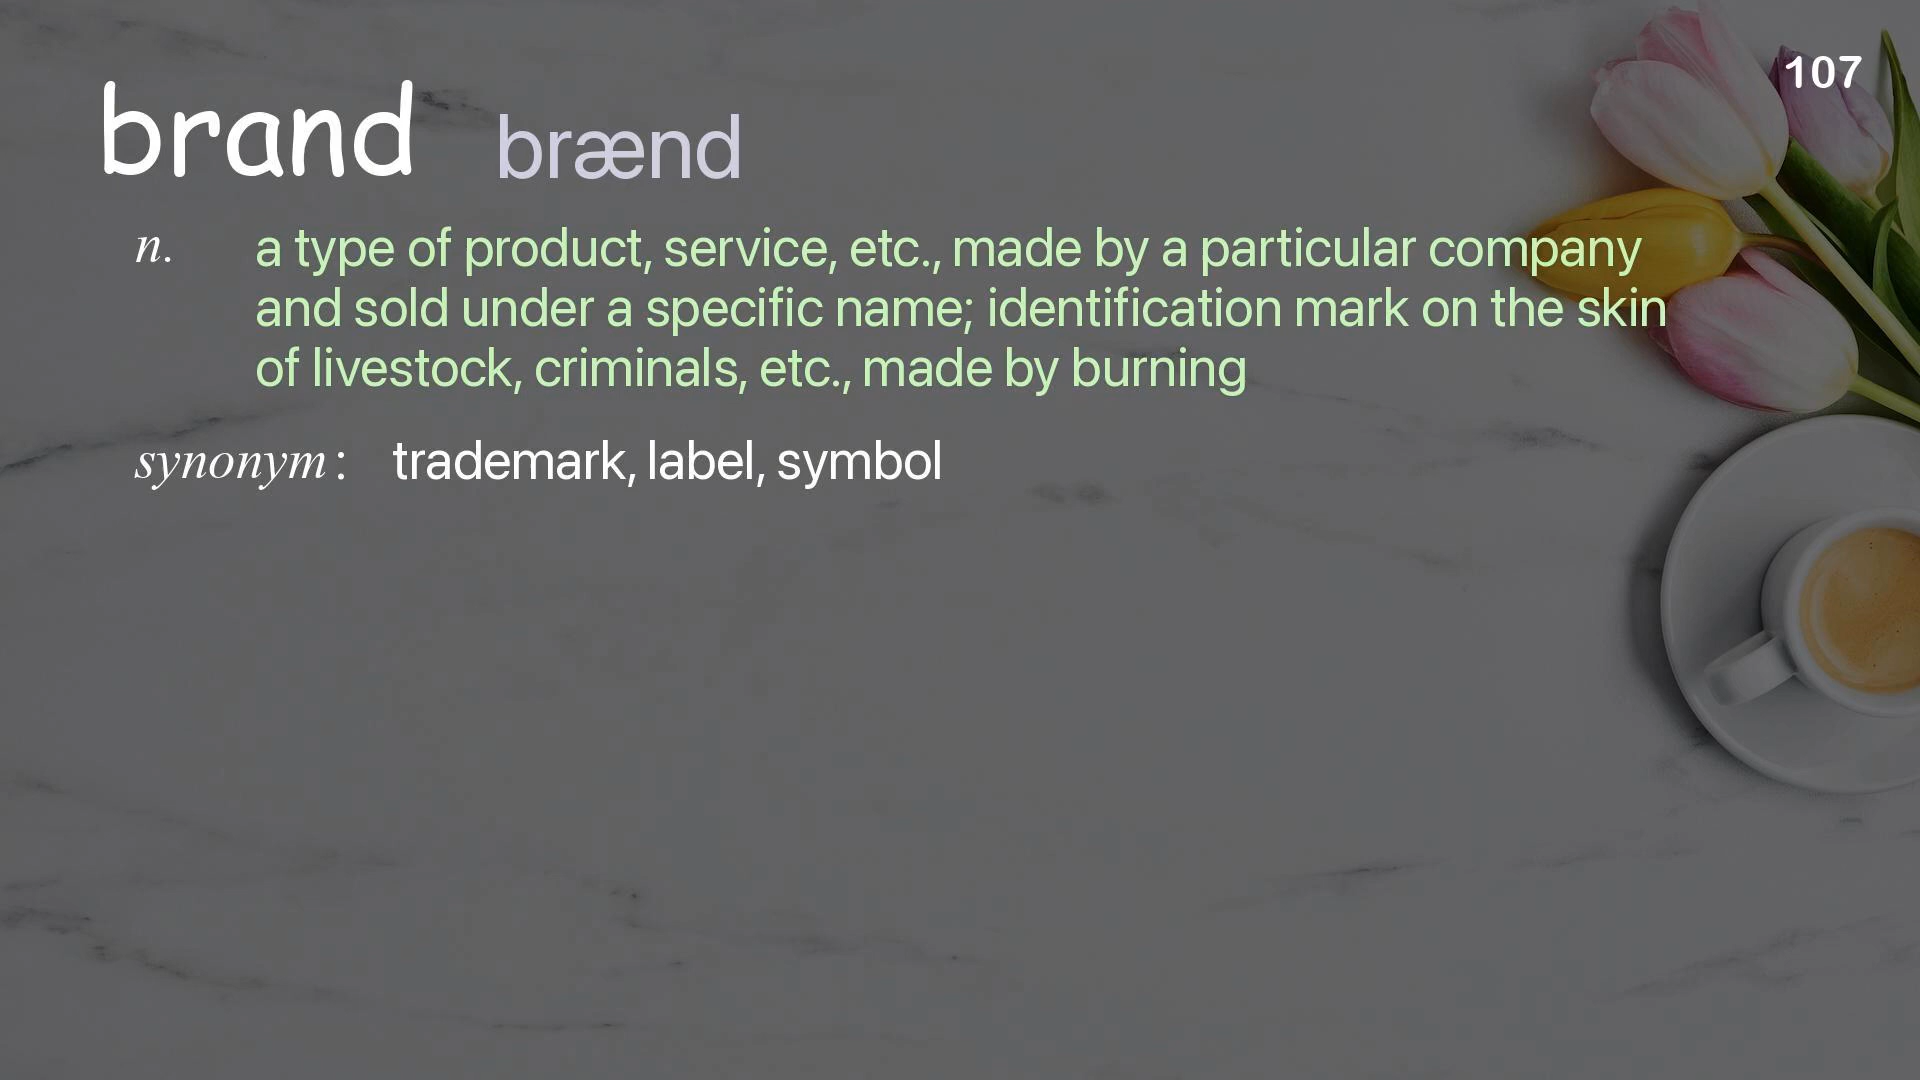 107
brand brænd
n. a type of product, service, etc., made by a particular company
and sold under a specific name; identification mark on the skin
of livestock, criminals, etc., made by burning
synonym: trademark, label, symbol